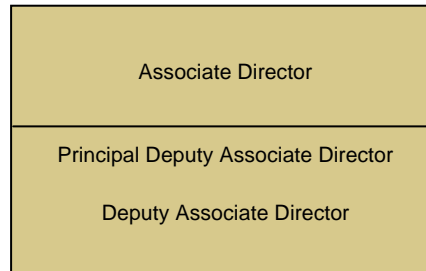 Associate Director
Principal Deputy Associate Director
Deputy Associate Director